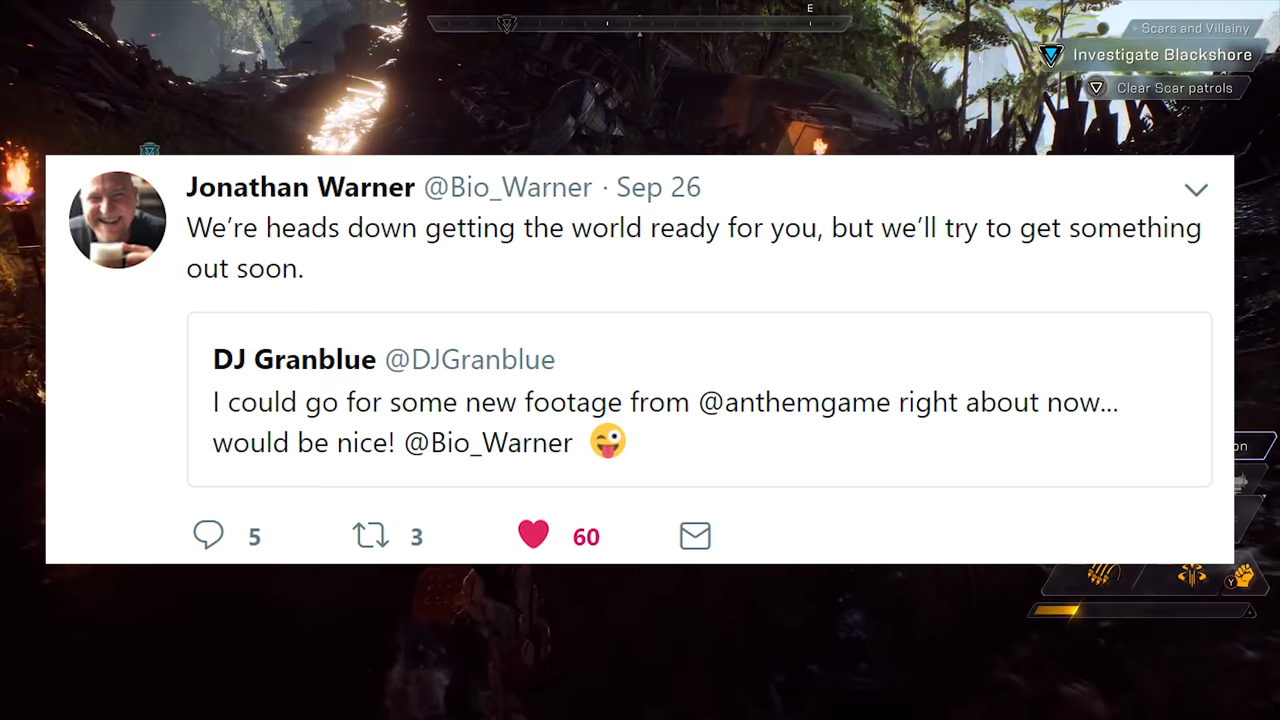 E
Scars and Villainy
Investigate Blackshore
Clear Scar patrols
Jonathan Warner @Bio_Warner · Sep 26
We’re heads down getting the world ready for you, but we’ll try to get something
out soon.
DJ Granblue @DJGranblue
I could go for some new footage from @anthemgame right about now...
would be nice! @Bio_Warner 😜
5 3 60
on
Y